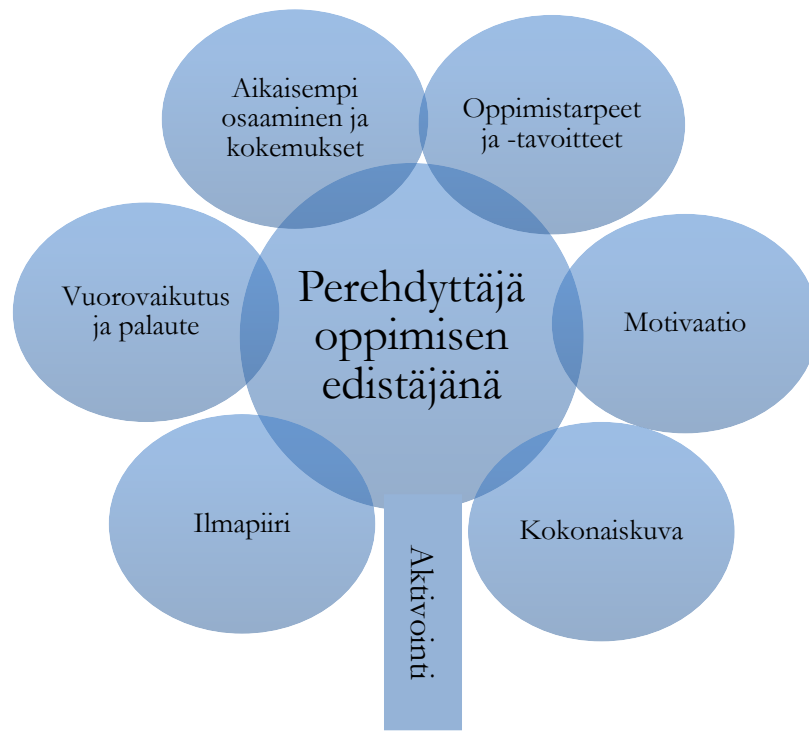 Aikaisempi
osaaminen ja
kokemukset
Oppimistarpeet
ja -tavoitteet
Vuorovaikutus
ja palaute
Perehdyttäjä
oppimisen
edistäjänä
Motivaatio
Ilmapiiri
Kokonaiskuva
Aktivointi